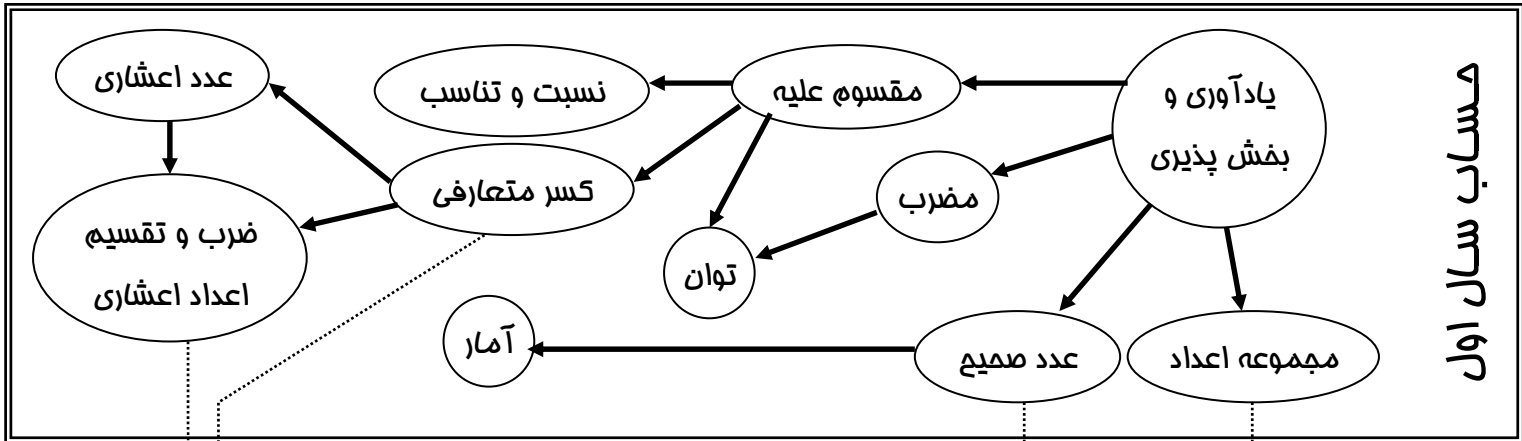 حساب سال اول
یادآوری و
بخش پذیری
مقسوم علیه
نسبت و تناسب
عدد اعشاری
مضرب
کسر متعارفی
ضرب و تقسیم
اعداد اعشاری
توان
مجموعه اعداد
عدد صحیح
آمار